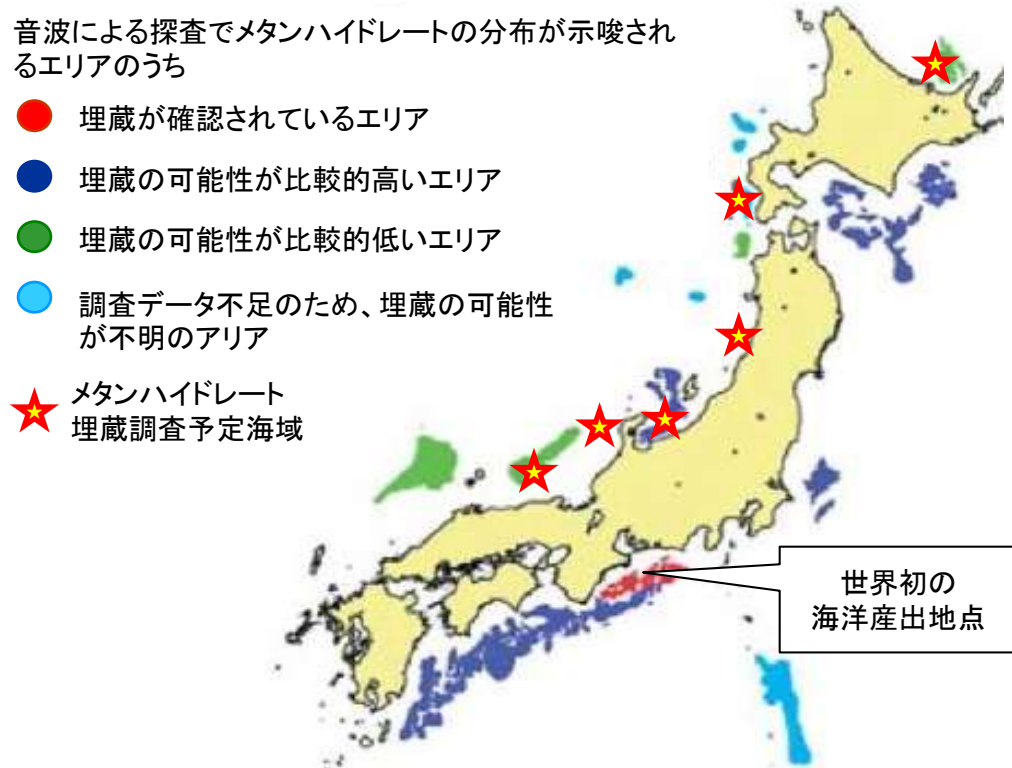 音波による探査でメタンハイドレートの分布が示唆され
るエリアのうち
埋蔵が確認されているエリア
埋蔵の可能性が比較的高いエリア
埋蔵の可能性が比較的低いエリア
調査データ不足のため、埋蔵の可能性
が不明のアリア
メタンハイドレート
埋蔵調査予定海域
世界初の
海洋産出地点